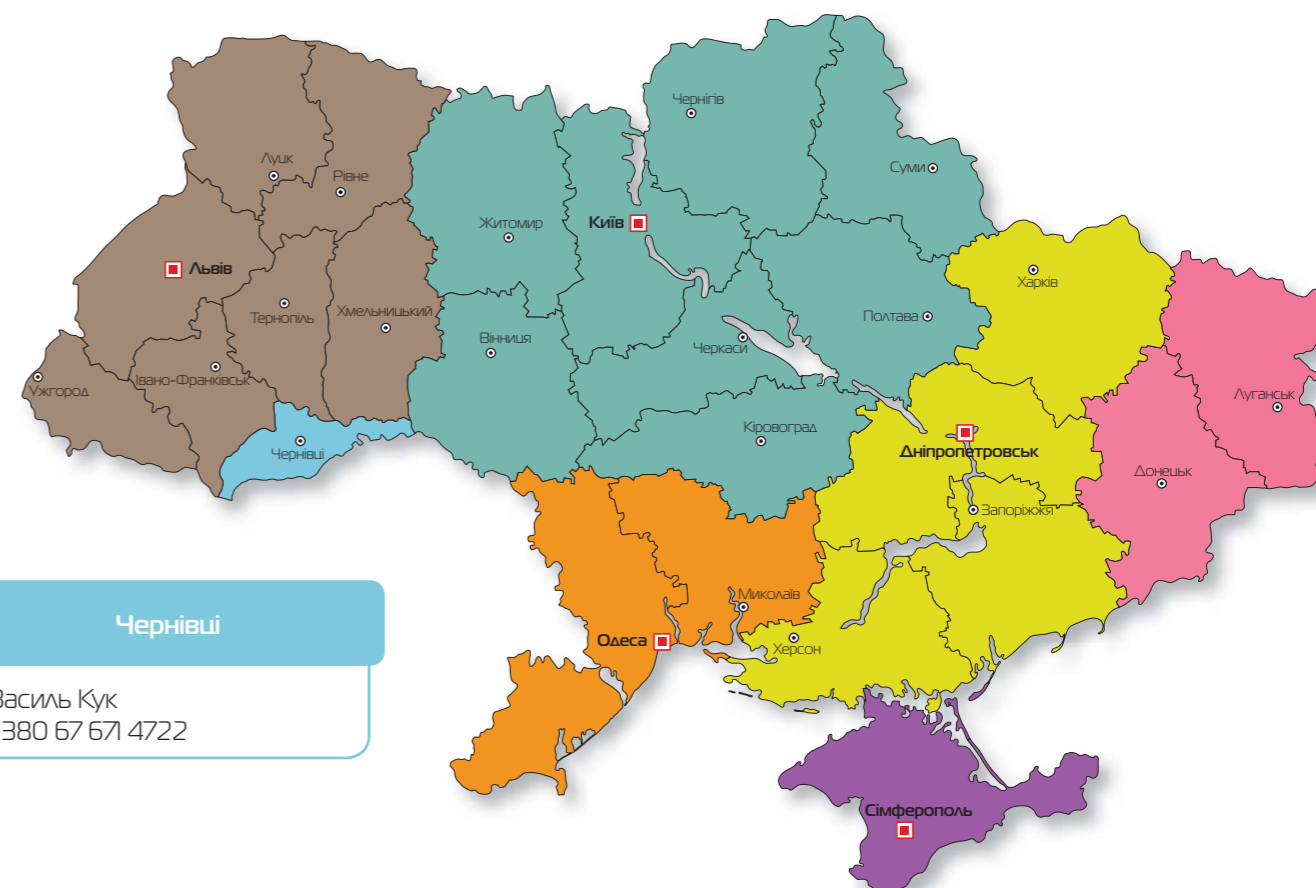 Чернігів
Луцк
Рівне
Суми
Житомир
Київ
Львів
Харків
Тернопіль
Хмельницький
Полтава
Вінниця
Черкаси
Івано-Франківськ
Ужгород
Луганськ
Кіровоград
Чернівці
Дніпропетровськ
Донецьк
Запоріжжя
Миколаїв
Одеса
Херсон
Чернівці
Василь Кук
380 67 671 4722
Сімферополь